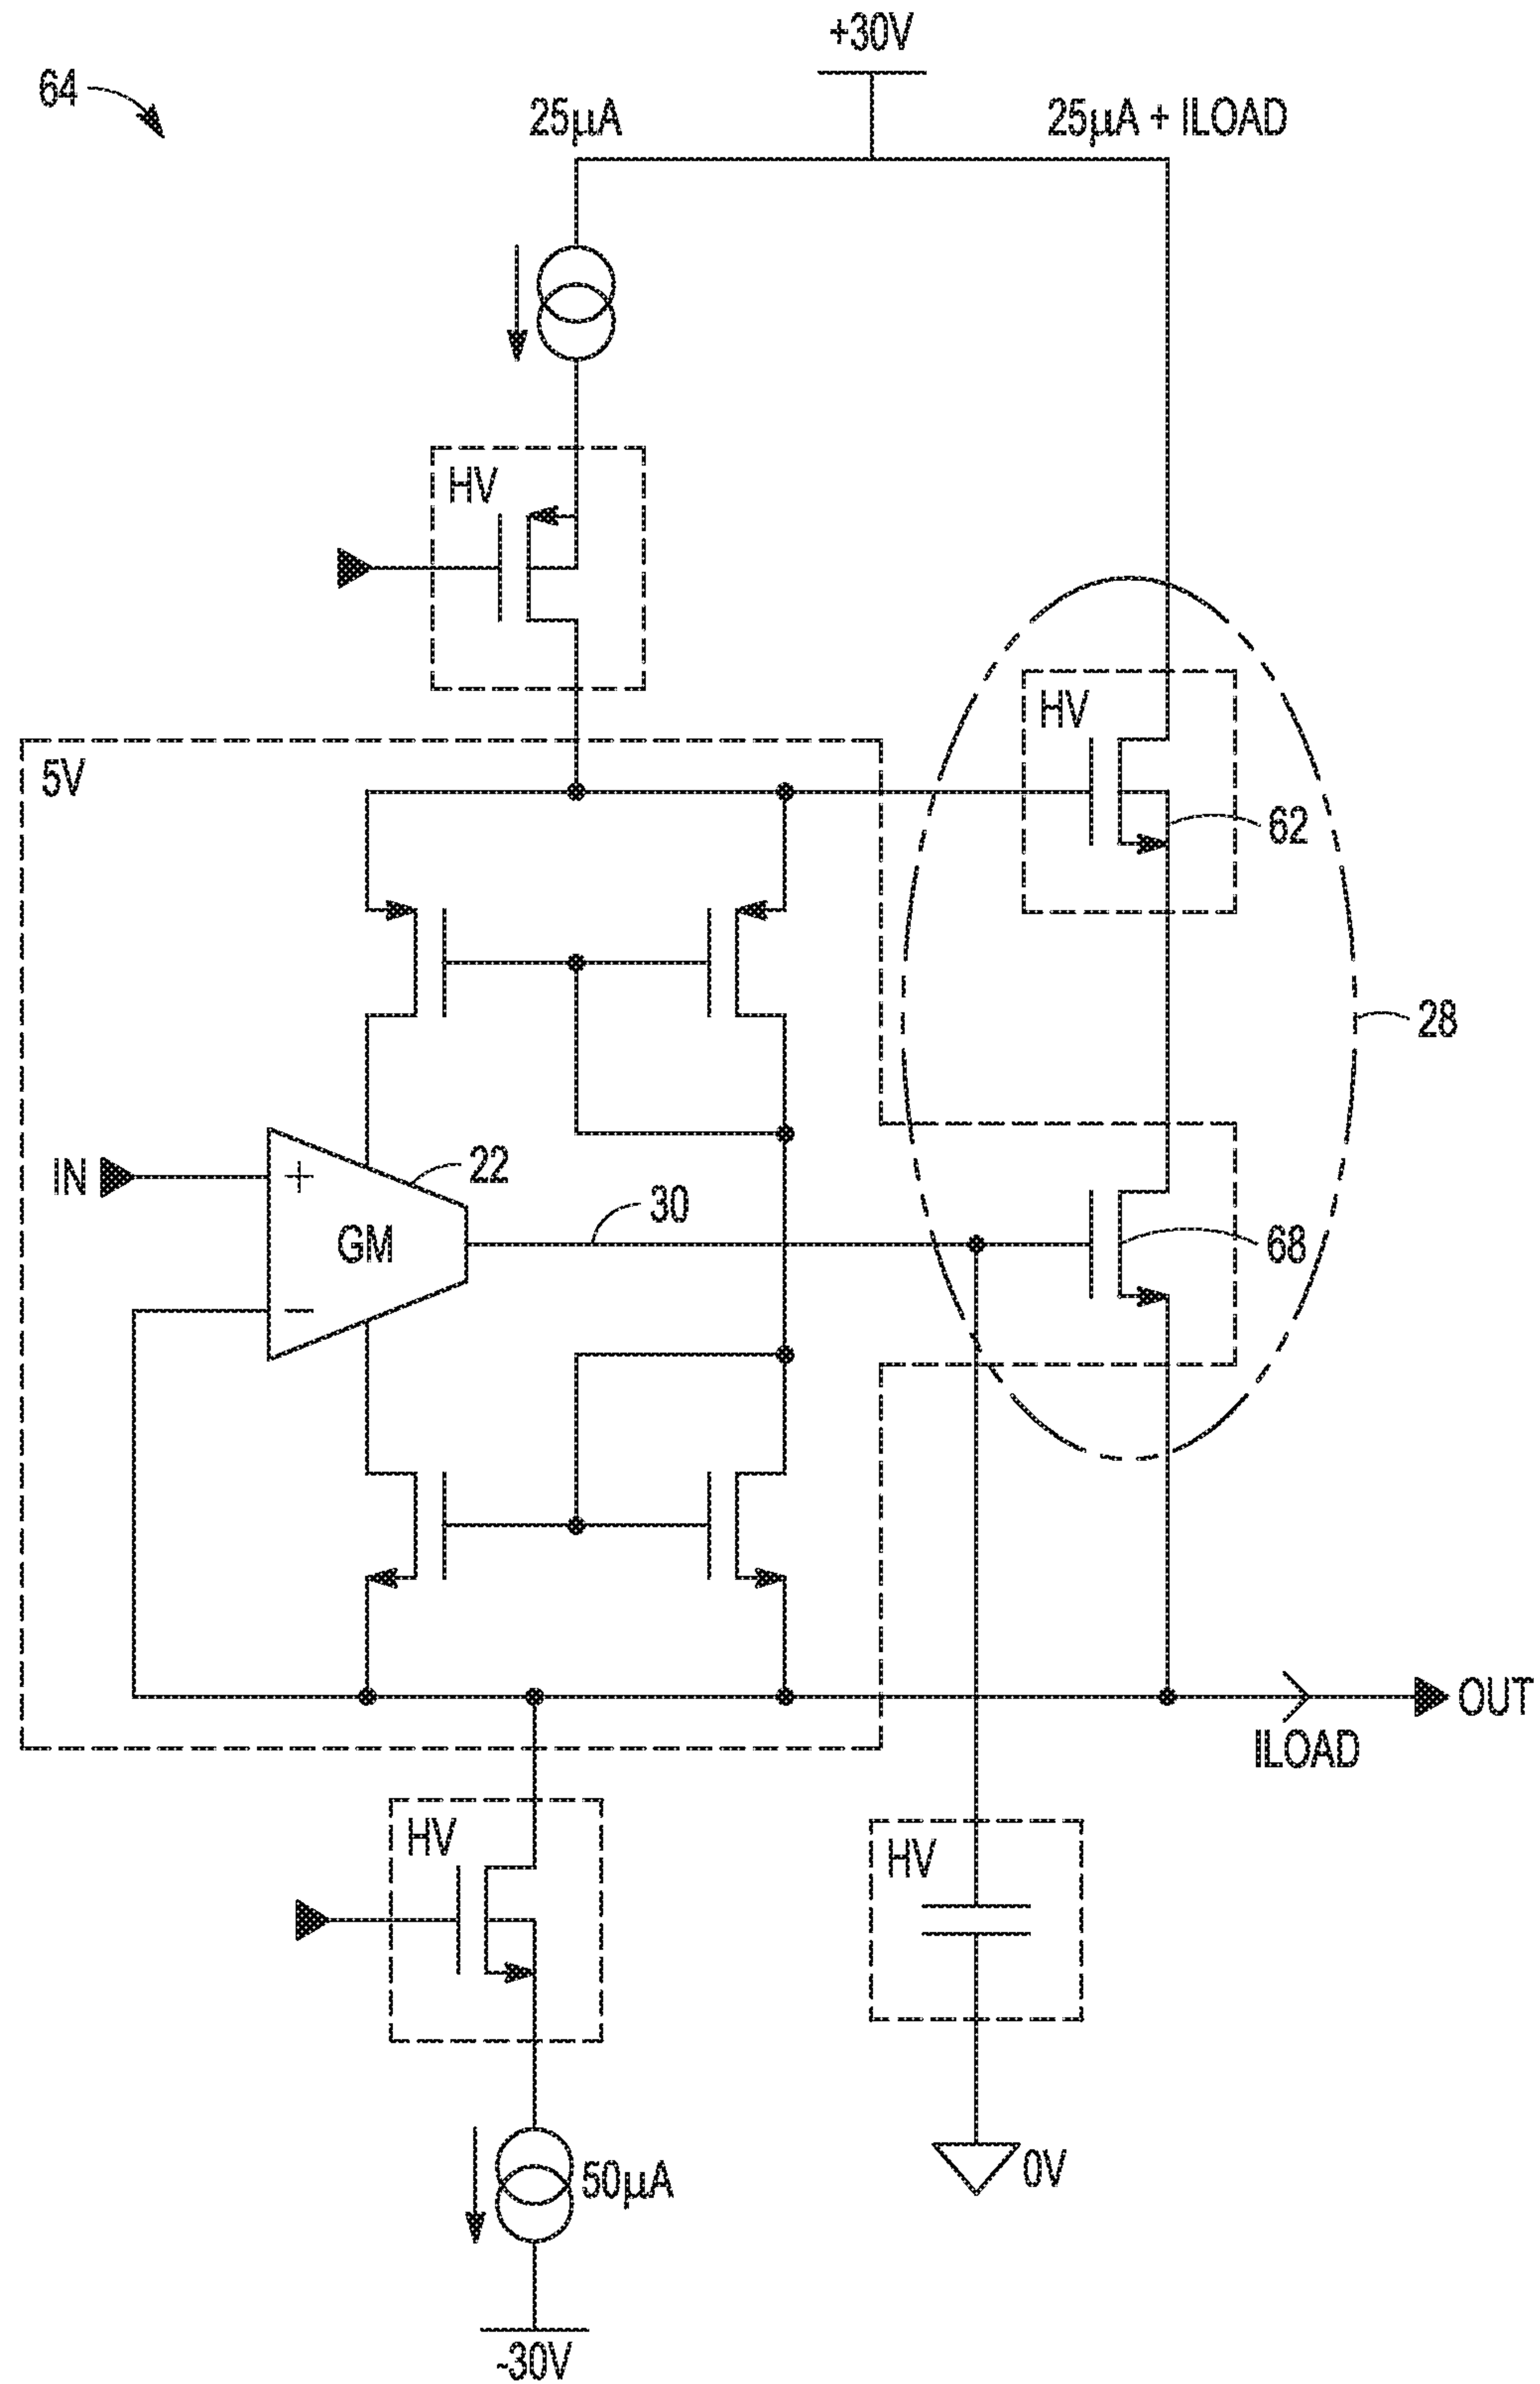 +30V
64
25µA
25µA + ILOAD
HV
HV
5V
62
28
IN
+
22
30
GM
68
−
OUT
ILOAD
HV
HV
50µA
0V
-30V